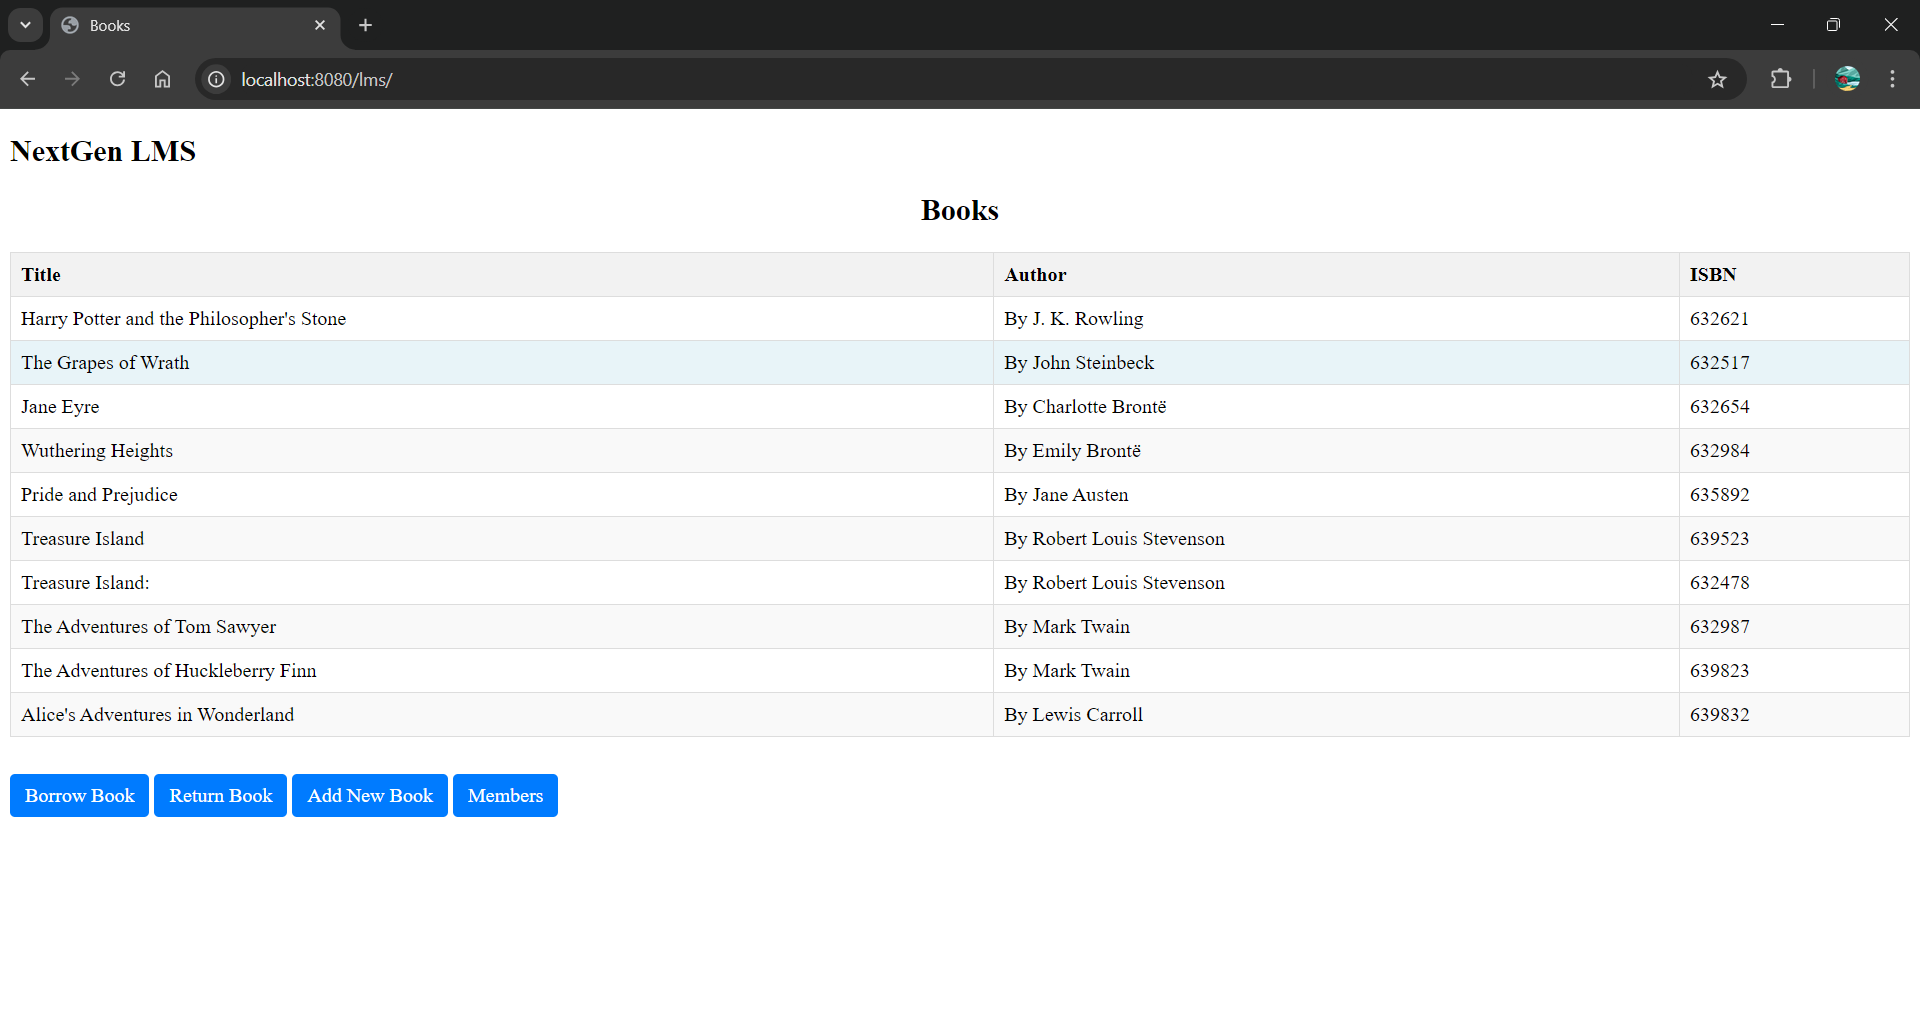 Books
localhost:8080/lms/
NextGen LMS
Books
Title Author ISBN
Harry Potter and the Philosopher's Stone By J. K. Rowling 632621
The Grapes of Wrath By John Steinbeck 632517
Jane Eyre By Charlotte Brontë 632654
Wuthering Heights By Emily Brontë 632984
Pride and Prejudice By Jane Austen 635892
Treasure Island By Robert Louis Stevenson 639523
Treasure Island: By Robert Louis Stevenson 632478
The Adventures of Tom Sawyer By Mark Twain 632987
The Adventures of Huckleberry Finn By Mark Twain 639823
Alice's Adventures in Wonderland By Lewis Carroll 639832
Borrow Book Return Book Add New Book Members